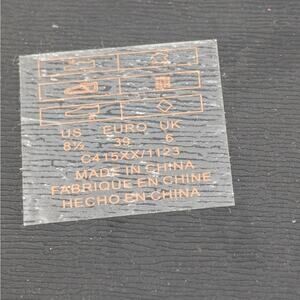 US EURO UK
8½ 39 6
C415XX/1123
MADE IN CHINA
FABRIQUE EN CHINE
HECHO EN CHINA